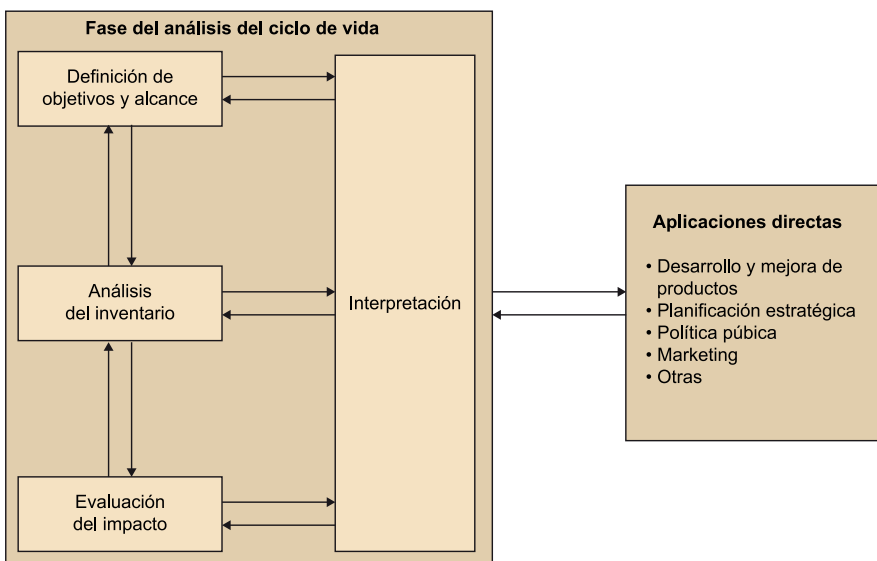 Fase del análisis del ciclo de vida
Definición de
objetivos y alcance
Análisis
del inventario
Evaluación
del impacto
Interpretación
Aplicaciones directas
• Desarrollo y mejora de
productos
• Planificación estratégica
• Política púbica
• Marketing
• Otras